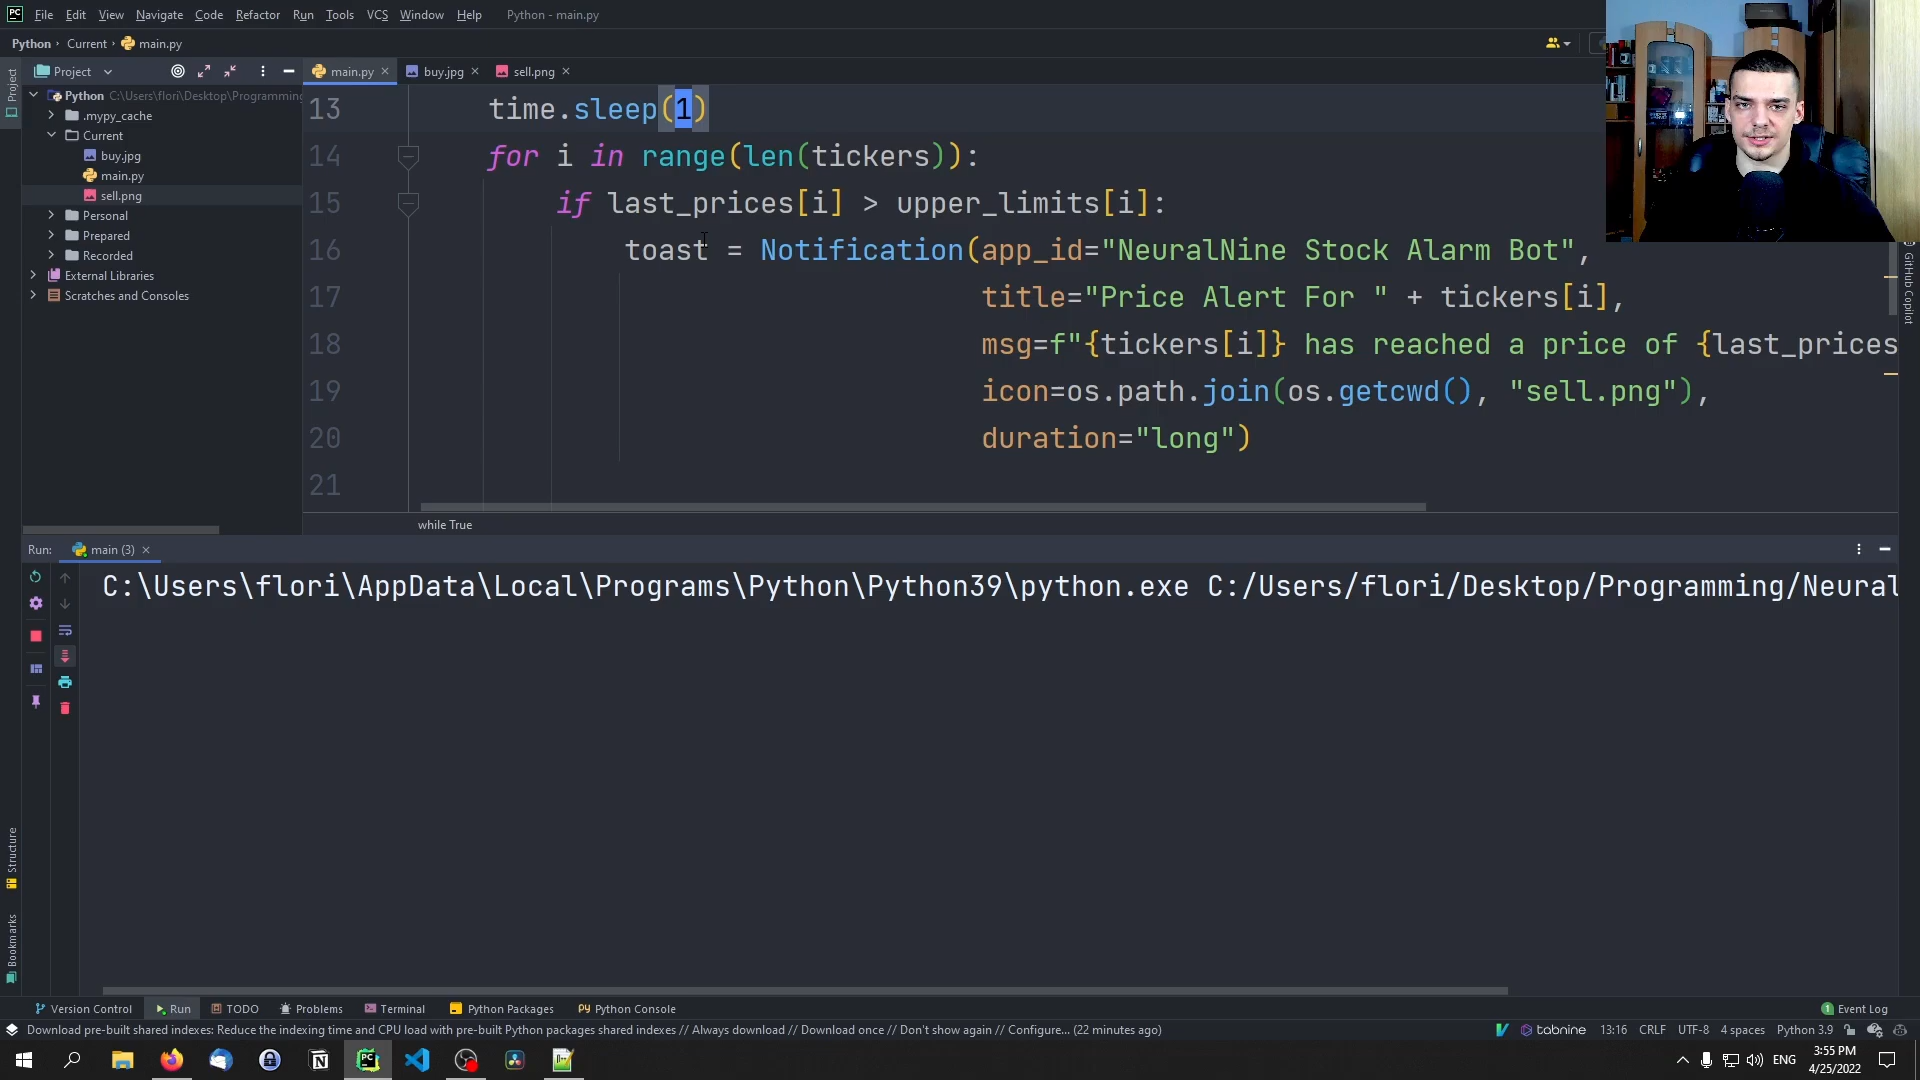 PC File Edit View Navigate Code Refactor Run Tools VCS Window Help Python - main.py
Python Current main.py
Project main.py buy.jpg sell.png
Project
Python C:\Users\flori\Desktop\Programming
.mypy_cache
Current
buy.jpg
main.py
sell.png
Personal
Prepared
Recorded
External Libraries
Scratches and Consoles
13 time.sleep(1)
14 for i in range(len(tickers)):
15 if last_prices[i] > upper_limits[i]:
16 toast = Notification(app_id="NeuralNine Stock Alarm Bot",
17 title="Price Alert For " + tickers[i],
18 msg=f"{tickers[i]} has reached a price of {last_prices
19 icon=os.path.join(os.getcwd(), "sell.png"),
20 duration="long")
21
GitHub Copilot
while True
Run: main (3)
C:\Users\flori\AppData\Local\Programs\Python\Python39\python.exe C:/Users/flori/Desktop/Programming/Neural
Structure
Bookmarks
Version Control Run TODO Problems Terminal Python Packages Python Console 1 Event Log
Download pre-built shared indexes: Reduce the indexing time and CPU load with pre-built Python packages shared indexes // Always download // Download once // Don't show again // Configure... (22 minutes ago) tabnine 13:16 CRLF UTF-8 4 spaces Python 3.9
ENG 3:55 PM
4/25/2022